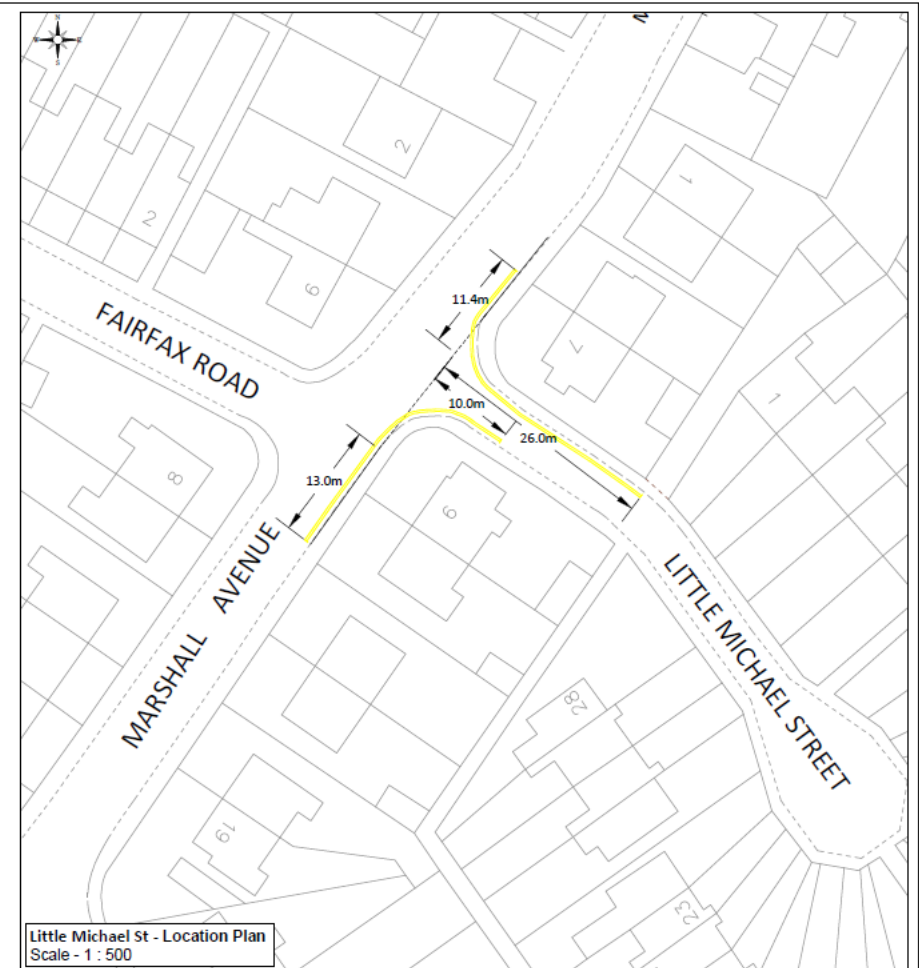 N
W
E
S
2
1
2
6
7
11.4m
FAIRFAX ROAD
1
10.0m
26.0m
8
13.0m
9
MARSHALL AVENUE
LITTLE MICHAEL STREET
28
19
23
Little Michael St - Location Plan
Scale - 1 : 500